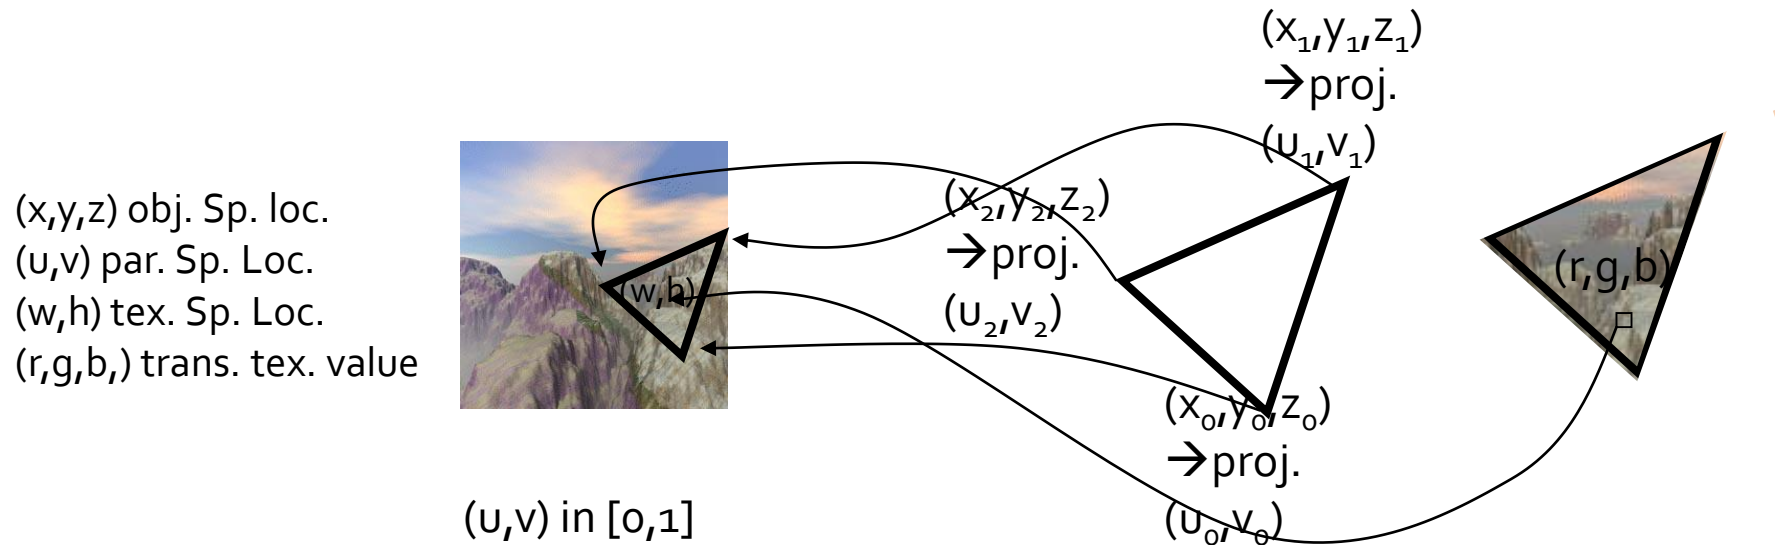 (x,y,z) obj. Sp. loc.
(u,v) par. Sp. Loc.
(w,h) tex. Sp. Loc.
(r,g,b,) trans. tex. value
(w,h)
(u,v) in [0,1]
(x₂,y₂,z₂)
→proj.
(u₂,v₂)
(x₁,y₁,z₁)
→proj.
(u₁,v₁)
(x₀,y₀,z₀)
→proj.
(u₀,v₀)
(r,g,b)